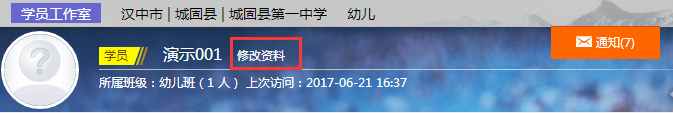 学员工作室 汉中市 | 城固县 | 城固县第一中学 幼儿
通知(7)
学员 演示001 修改资料
所属班级：幼儿班（1 人） 上次访问：2017-06-21 16:37